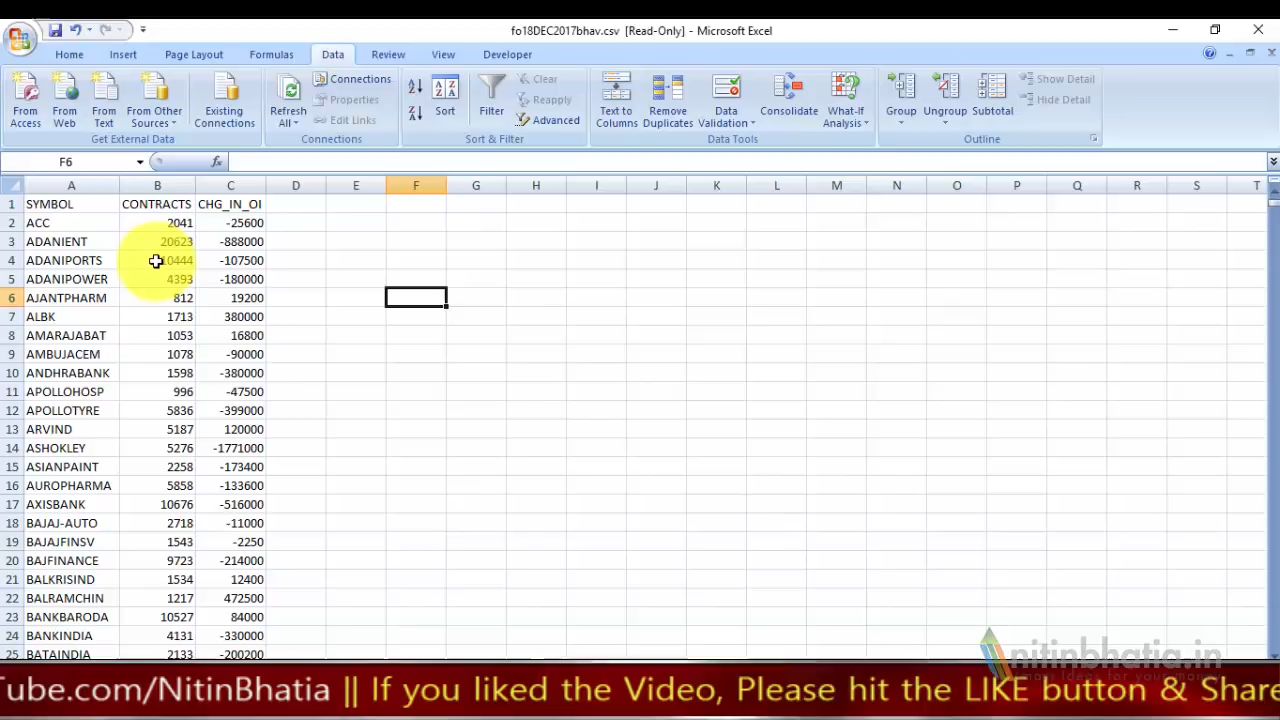 fo18DEC2017bhav.csv [Read-Only] - Microsoft Excel
Home Insert Page Layout Formulas Data Review View Developer
From Access From Web From Text From Other Sources Existing Connections Refresh All Connections Properties Edit Links Sort Filter Clear Reapply Advanced Text to Columns Remove Duplicates Data Validation Consolidate What-If Analysis Group Ungroup Subtotal Show Detail Hide Detail
Get External Data Connections Sort & Filter Data Tools Outline
F6 fx
A B C D E F G H I J K L M N O P Q R S T
1 SYMBOL CONTRACTS CHG_IN_OI
2 ACC 2041 -25600
3 ADANIENT 20623 -888000
4 ADANIPORTS 10444 -107500
5 ADANIPOWER 4393 -180000
6 AJANTPHARM 812 19200
7 ALBK 1713 380000
8 AMARAJABAT 1053 16800
9 AMBUJACEM 1078 -90000
10 ANDHRABANK 1598 -380000
11 APOLLOHOSP 996 -47500
12 APOLLOTYRE 5836 -399000
13 ARVIND 5187 120000
14 ASHOKLEY 5276 -1771000
15 ASIANPAINT 2258 -173400
16 AUROPHARMA 5858 -133600
17 AXISBANK 10676 -516000
18 BAJAJ-AUTO 2718 -11000
19 BAJAJFINSV 1543 -2250
20 BAJFINANCE 9723 -214000
21 BALKRISIND 1534 12400
22 BALRAMCHIN 1217 472500
23 BANKBARODA 10527 84000
24 BANKINDIA 4131 -330000
25 BATAINDIA 2133 -200200
nitinbhatia.in
Tube.com/NitinBhatia || If you liked the Video, Please hit the LIKE button & Share